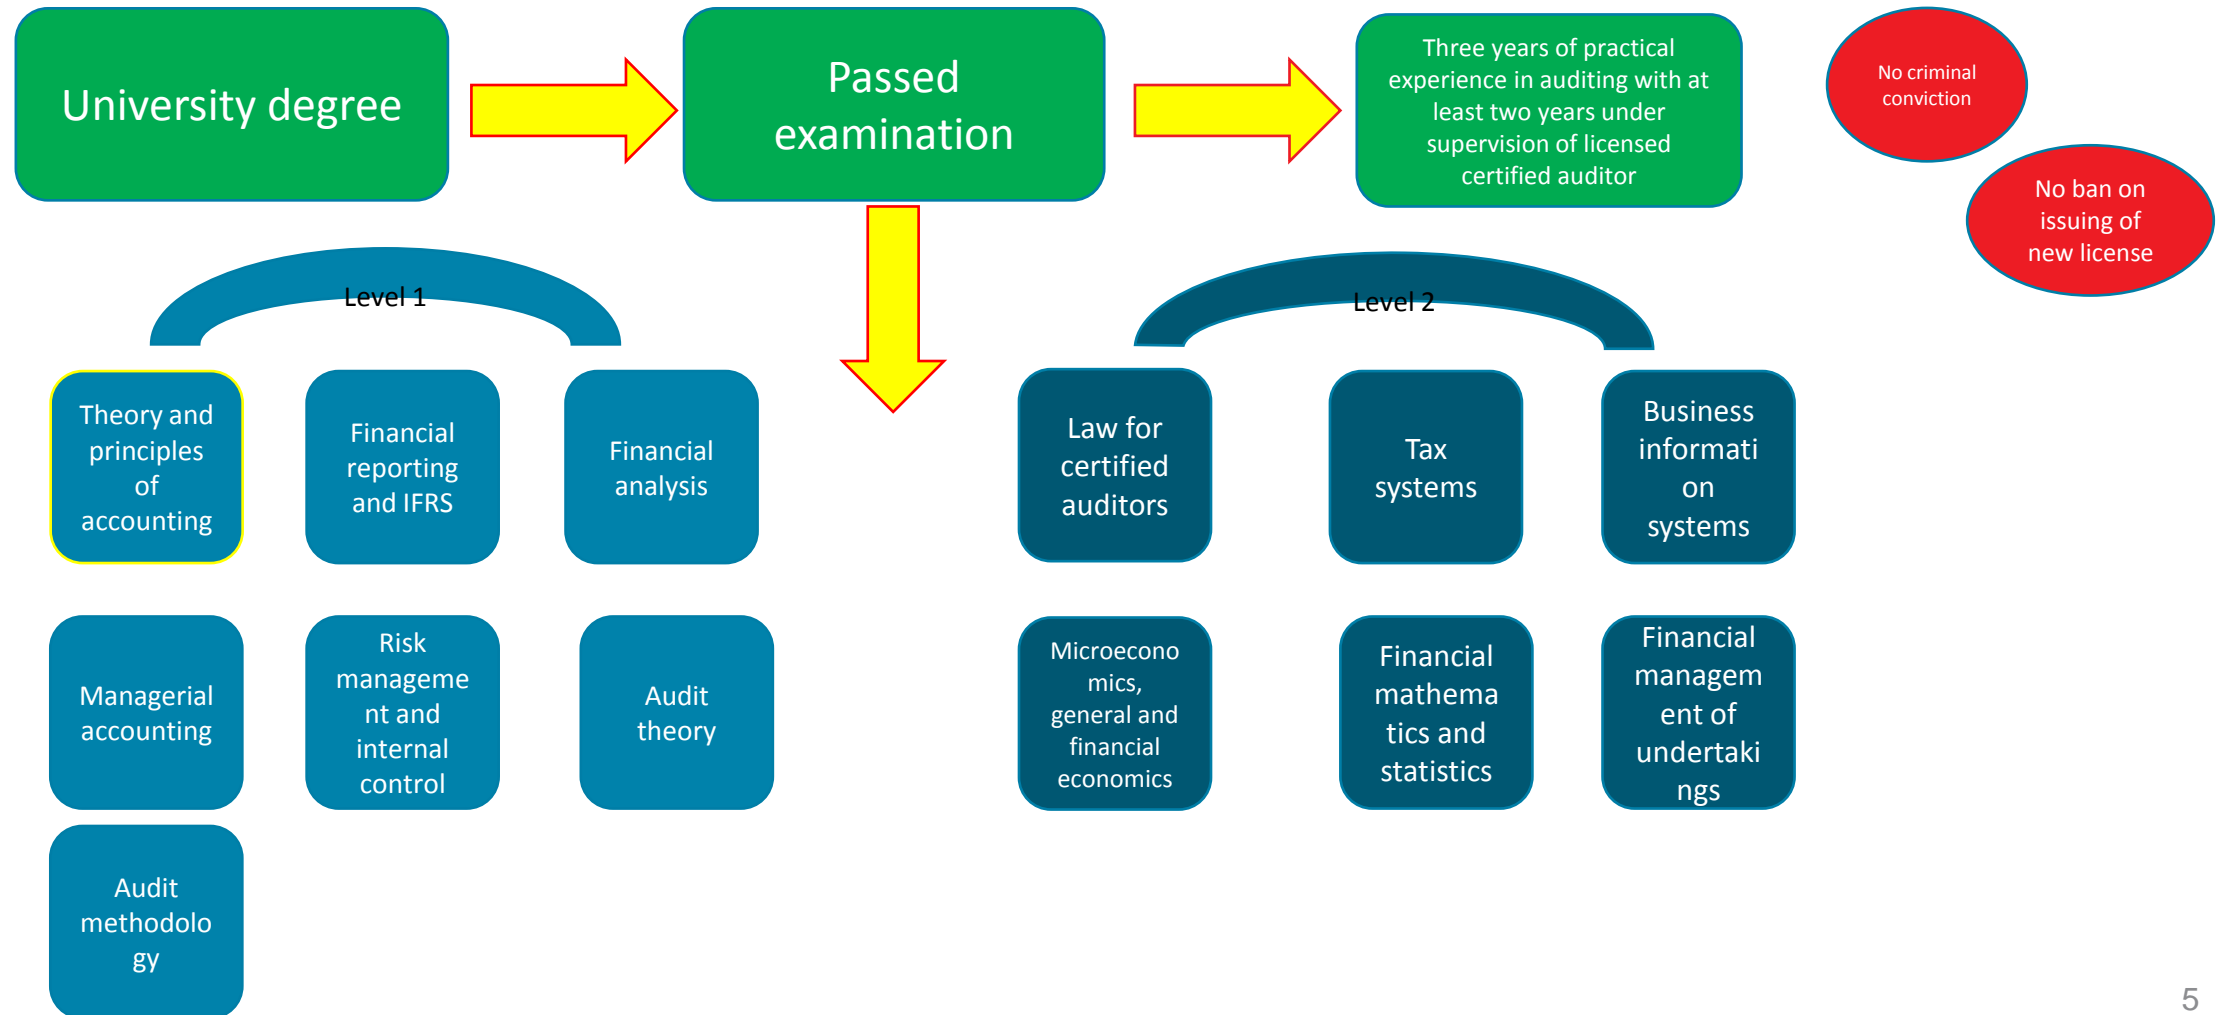 University degree
Passed
examination
Three years of practical
experience in auditing with at
least two years under
supervision of licensed
certified auditor
No criminal
conviction
No ban on
issuing of
new license
Level 1
Level 2
Theory and
principles
of
accounting
Financial
reporting
and IFRS
Financial
analysis
Law for
certified
auditors
Tax
systems
Business
informati
on
systems
Managerial
accounting
Risk
manageme
nt and
internal
control
Audit
theory
Microecono
mics,
general and
financial
economics
Financial
mathema
tics and
statistics
Financial
managem
ent of
undertaki
ngs
Audit
methodolo
gy
5